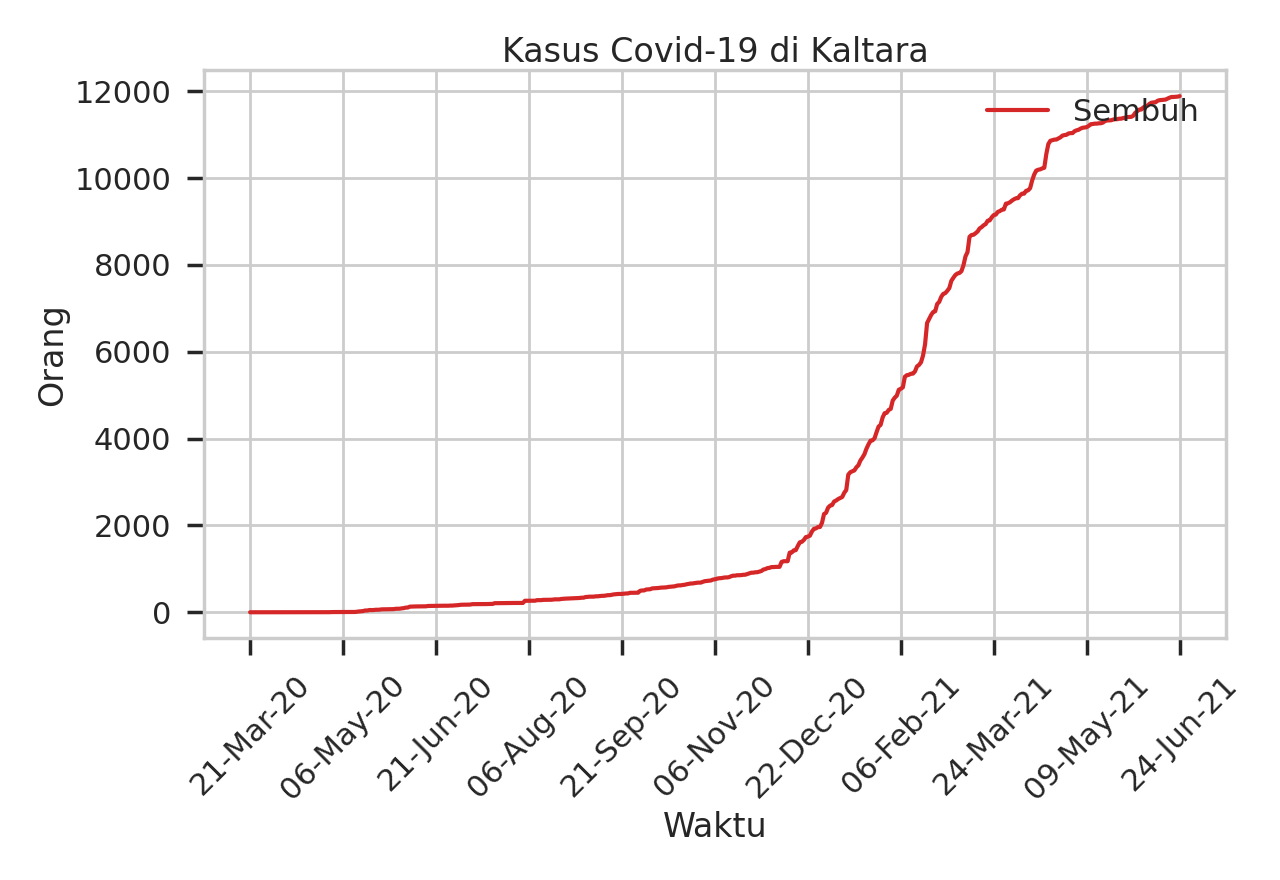 Kasus Covid-19 di Kaltara
Sembuh
12000
10000
8000
6000
4000
2000
0
Orang
21-Mar-20
06-May-20
21-Jun-20
06-Aug-20
21-Sep-20
06-Nov-20
22-Dec-20
06-Feb-21
24-Mar-21
09-May-21
24-Jun-21
Waktu